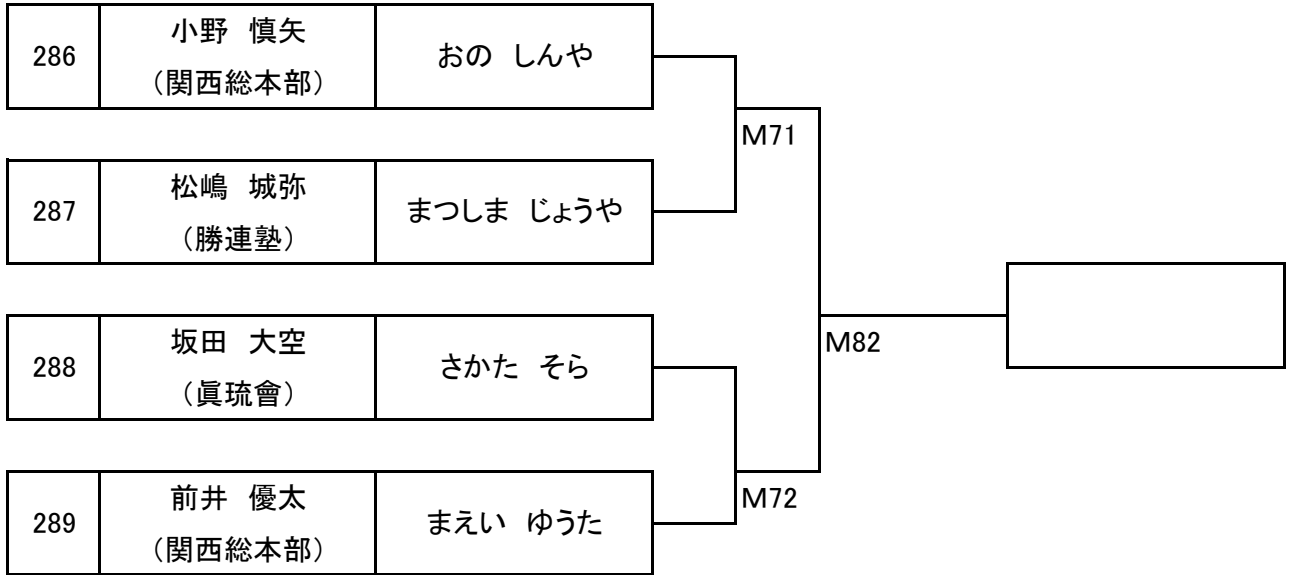 286
小野　慎矢
（関西総本部）
おの　しんや
M71
287
松嶋　城弥
（勝連塾）
まつしま　じょうや
M82
288
坂田　大空
（眞琉會）
さかた　そら
M72
289
前井　優太
（関西総本部）
まえい　ゆうた